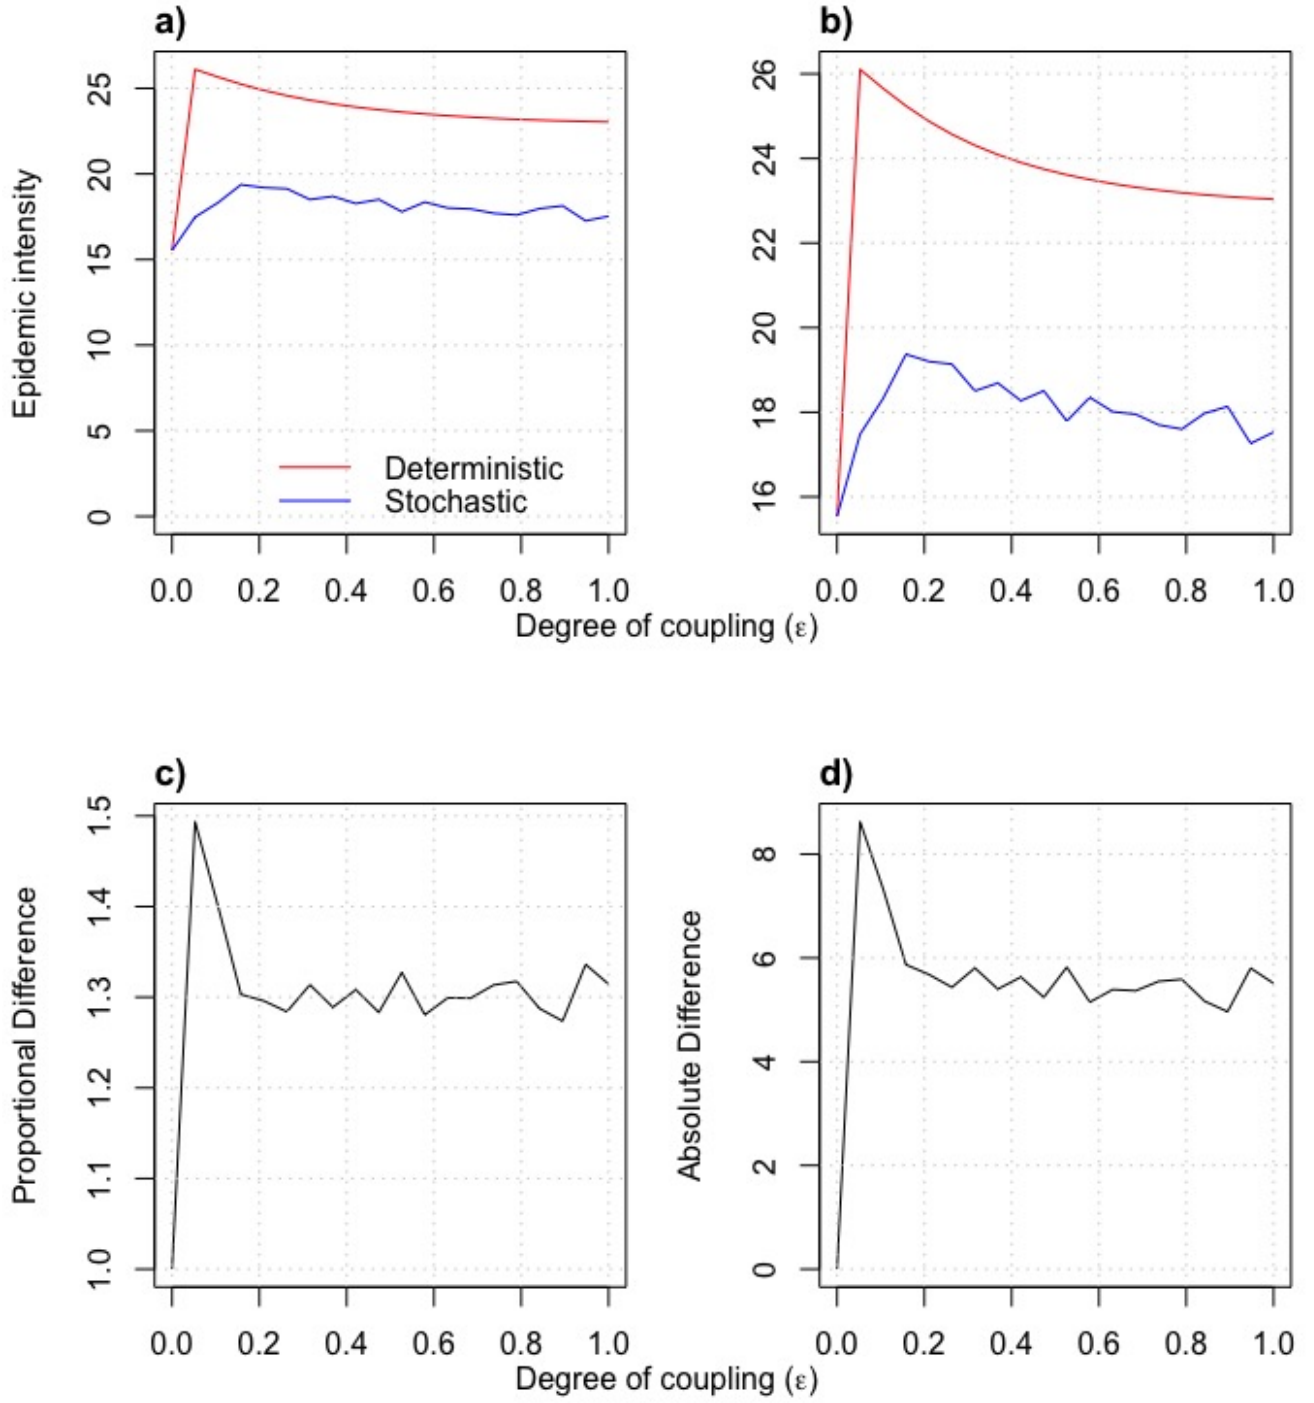 a)
Epidemic intensity
25
20
15
10
5
0
Deterministic
Stochastic
0.0 0.2 0.4 0.6 0.8 1.0
b)
26
24
22
20
18
16
0.0 0.2 0.4 0.6 0.8 1.0
Degree of coupling (ε)
c)
Proportional Difference
1.5
1.4
1.3
1.2
1.1
1.0
0.0 0.2 0.4 0.6 0.8 1.0
d)
Absolute Difference
8
6
4
2
0
0.0 0.2 0.4 0.6 0.8 1.0
Degree of coupling (ε)